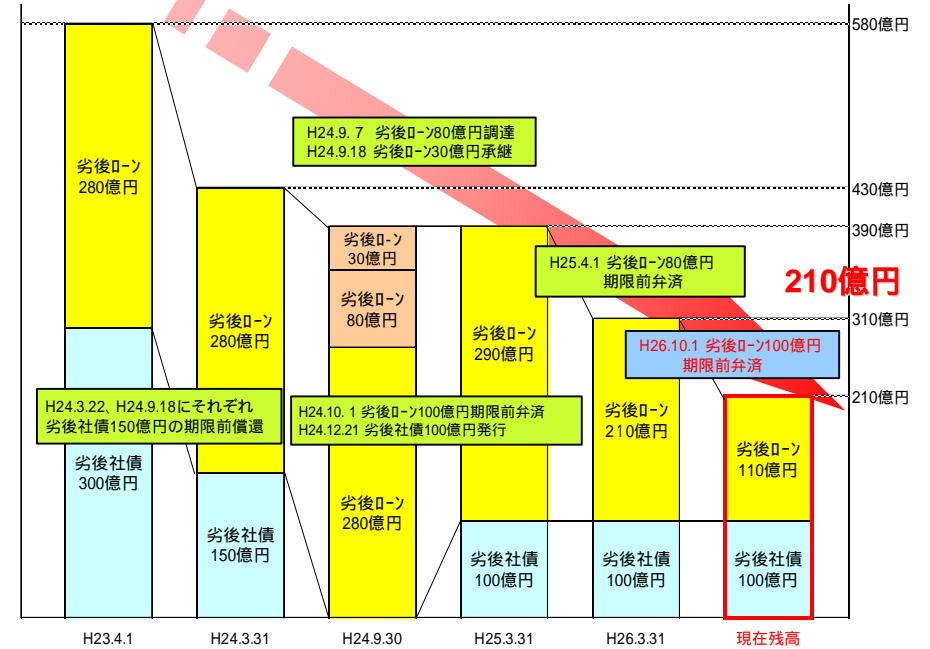 580億円
劣後ﾛｰﾝ
280億円
H24.9. 7 劣後ﾛｰﾝ80億円調達
H24.9.18 劣後ﾛｰﾝ30億円承継
430億円
390億円
劣後ﾛｰﾝ
30億円
劣後ﾛｰﾝ
80億円
H25.4.1 劣後ﾛｰﾝ80億円
期限前弁済
210億円
310億円
劣後ﾛｰﾝ
280億円
劣後ﾛｰﾝ
290億円
H26.10.1 劣後ﾛｰﾝ100億円
期限前弁済
210億円
H24.3.22、H24.9.18にそれぞれ
劣後社債150億円の期限前償還
H24.10. 1 劣後ﾛｰﾝ100億円期限前弁済
H24.12.21 劣後社債100億円発行
劣後ﾛｰﾝ
210億円
劣後ﾛｰﾝ
110億円
劣後社債
300億円
劣後ﾛｰﾝ
280億円
劣後社債
150億円
劣後社債
100億円
劣後社債
100億円
劣後社債
100億円
H23.4.1
H24.3.31
H24.9.30
H25.3.31
H26.3.31
現在残高